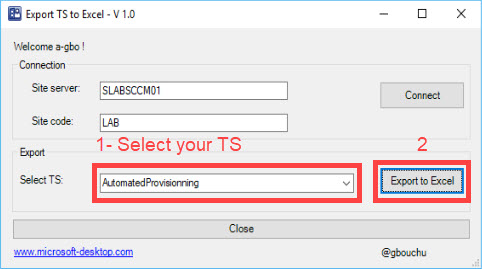 Export TS to Excel - V 1.0
Welcome a-gbo !
Connection
Site server:
SLABSCCM01
Connect
Site code:
LAB
1- Select your TS
2
Export
Select TS:
AutomatedProvisionning
Export to Excel
Close
www.microsoft-desktop.com
@gbouchu